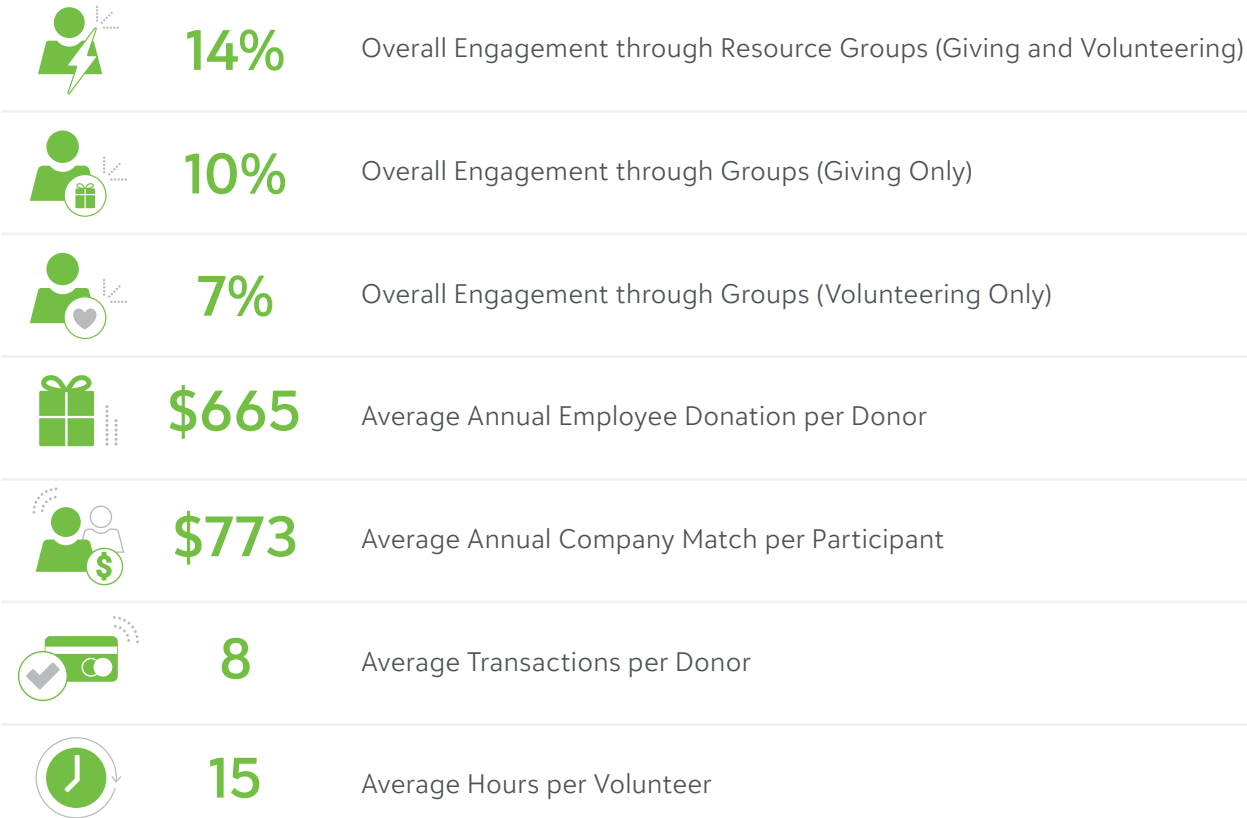 14% Overall Engagement through Resource Groups (Giving and Volunteering)
10% Overall Engagement through Groups (Giving Only)
7% Overall Engagement through Groups (Volunteering Only)
$665 Average Annual Employee Donation per Donor
$ $773 Average Annual Company Match per Participant
8 Average Transactions per Donor
15 Average Hours per Volunteer